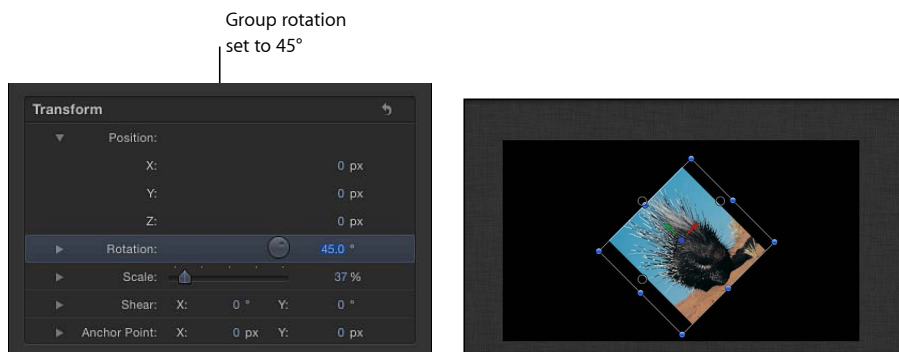 Group rotation
set to 45°
Transform
Position:
X: 0 px
Y: 0 px
Z: 0 px
Rotation: 45.0 °
Scale: 37 %
Shear: X: 0 ° Y: 0 °
Anchor Point: X: 0 px Y: 0 px